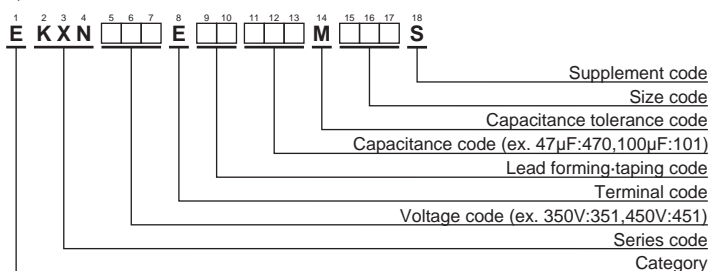 1 2 3 4 5 6 7 8 9 10 11 12 13 14 15 16 17 18
E K X N □□□ E □□ □□□ M □□□ S
Supplement code
Size code
Capacitance tolerance code
Capacitance code (ex. 47μF:470,100μF:101)
Lead forming·taping code
Terminal code
Voltage code (ex. 350V:351,450V:451)
Series code
Category